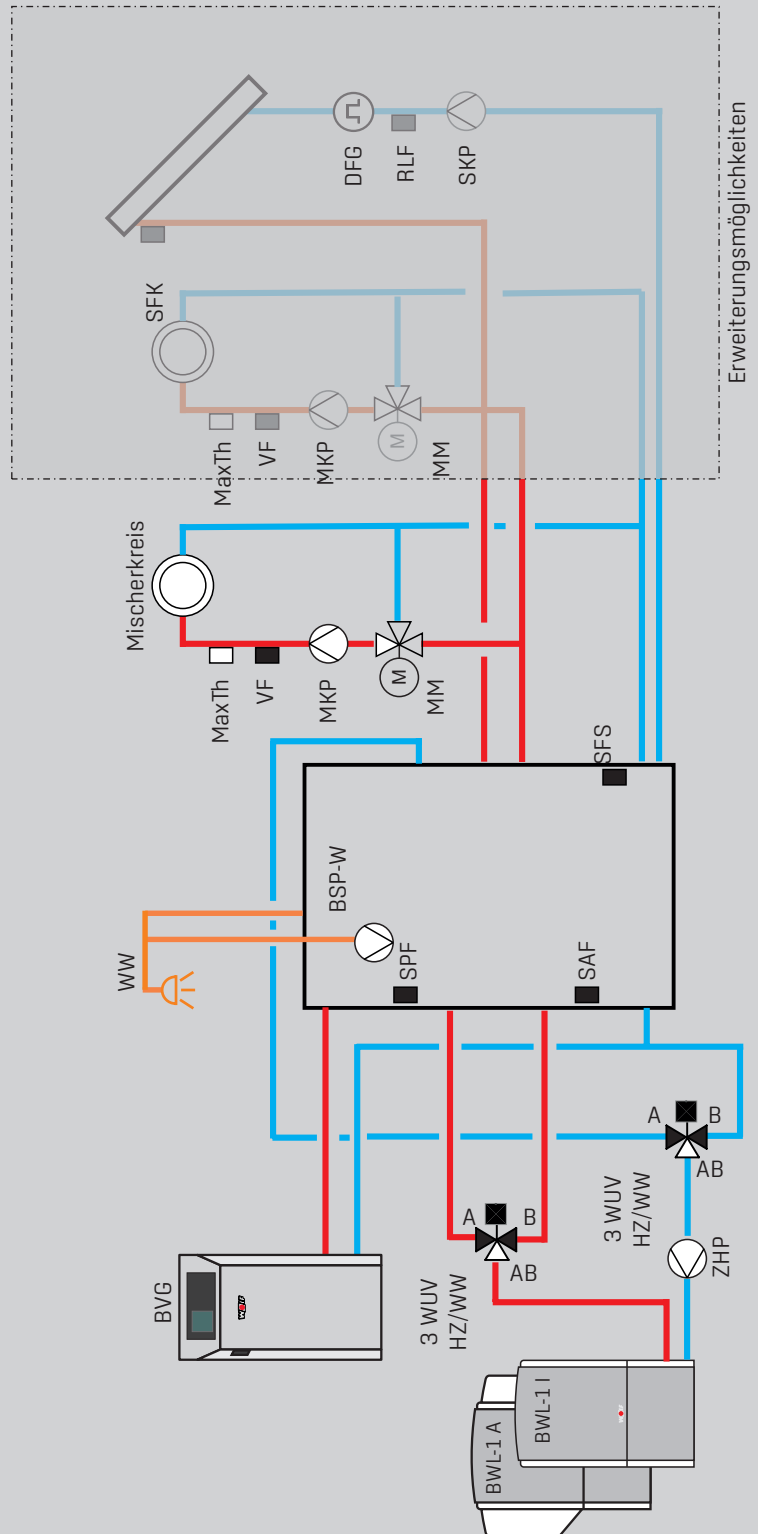 DFG
RLF
SKP
Erweiterungsmöglichkeiten
SFK
MaxTh
VF
MKP
M
MM
Mischerkreis
MaxTh
VF
MKP
M
MM
SFS
BSP-W
WW
SPF
SAF
A
B
AB
3 WUV
HZ/WW
ZHP
A
B
AB
3 WUV
HZ/WW
BVG
WOLF
BWL-1 A
BWL-1 I